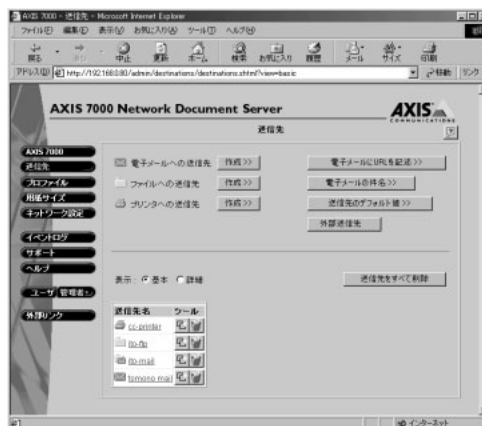 AXIS 7000 - 送信先 - Microsoft Internet Explorer
ファイル(F) 編集(E) 表示(V) お気に入り(A) ツール(T) ヘルプ(H)
戻る 中止 更新 ホーム 検索 お気に入り 履歴 メール サイズ 印刷
アドレス(D) http://192.168.0.80/admin/destinations/destinations.shtml?view=basic 移動 リンク
AXIS 7000 Network Document Server
AXIS
COMMUNICATIONS
送信先
AXIS 7000
送信先
プロファイル
用紙サイズ
ネットワーク設定
イベントログ
サポート
ヘルプ
ユーザ 管理者
外部リンク
電子メールへの送信先 作成>> 電子メールにURLを記述>>
ファイルへの送信先 作成>> 電子メールの件名>>
プリンタへの送信先 作成>> 送信先のデフォルト値>>
外部送信先
表示: 基本 詳細 送信先をすべて削除
送信先名 ツール
cc-printer
ito-ftp
ito-mail
tomono mail
インターネット